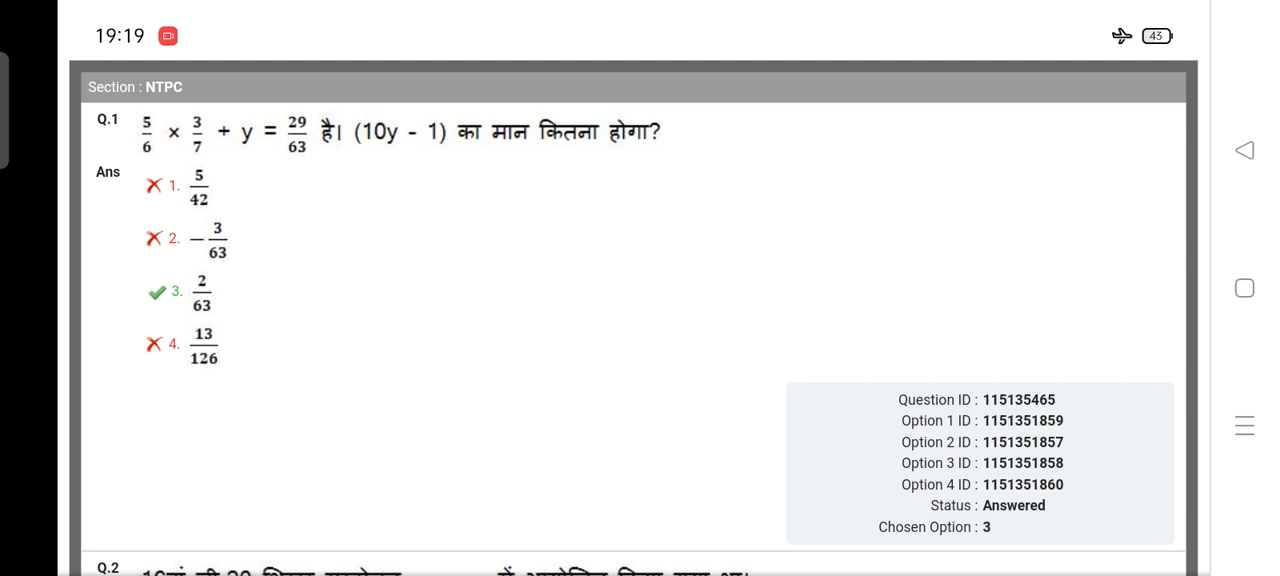 19:19
43
Section : NTPC
Q.1 5/6 × 3/7 + y = 29/63 है। (10y - 1) का मान कितना होगा?
Ans
1. 5/42
2. −3/63
3. 2/63
4. 13/126
Question ID : 115135465
Option 1 ID : 1151351859
Option 2 ID : 1151351857
Option 3 ID : 1151351858
Option 4 ID : 1151351860
Status : Answered
Chosen Option : 3
Q.2